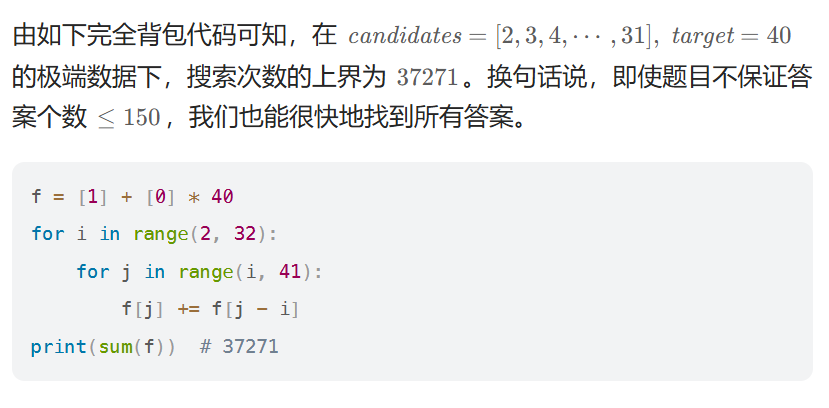 由如下完全背包代码可知，在 candidates = [2, 3, 4, ⋯ , 31], target = 40
的极端数据下，搜索次数的上界为 37271。换句话说，即使题目不保证答
案个数 ≤ 150，我们也能很快地找到所有答案。
f = [1] + [0] * 40
for i in range(2, 32):
    for j in range(i, 41):
        f[j] += f[j - i]
print(sum(f))  # 37271